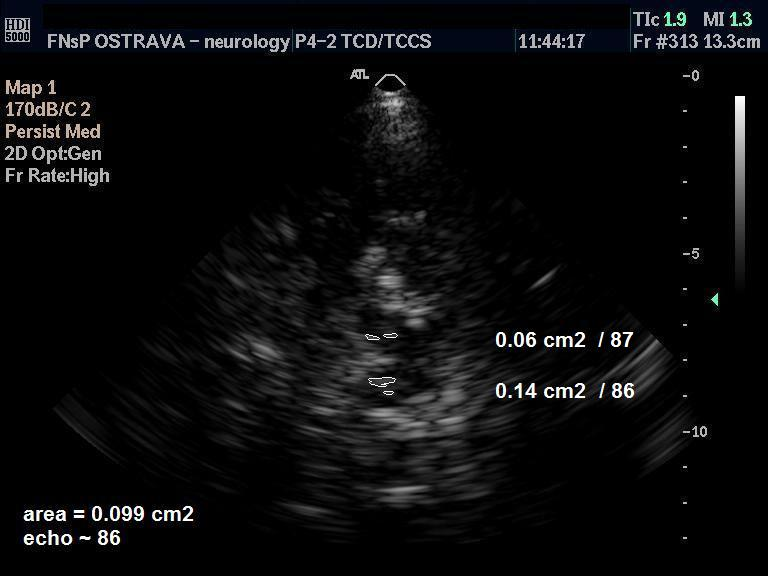 HDI 5000
TIc 1.9 MI 1.3
FNsP OSTRAVA - neurology P4-2 TCD/TCCS 11:44:17 Fr #313 13.3cm
ATL
Map 1
170dB/C 2
Persist Med
2D Opt:Gen
Fr Rate:High
0
5
10
0.06 cm2 / 87
0.14 cm2 / 86
area = 0.099 cm2
echo ~ 86